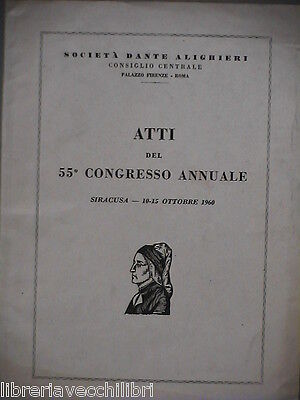 SOCIETÀ DANTE ALIGHIERI
CONSIGLIO CENTRALE
PALAZZO FIRENZE - ROMA
ATTI
DEL
55° CONGRESSO ANNUALE
SIRACUSA — 10-15 OTTOBRE 1960
libreriavecchilibri